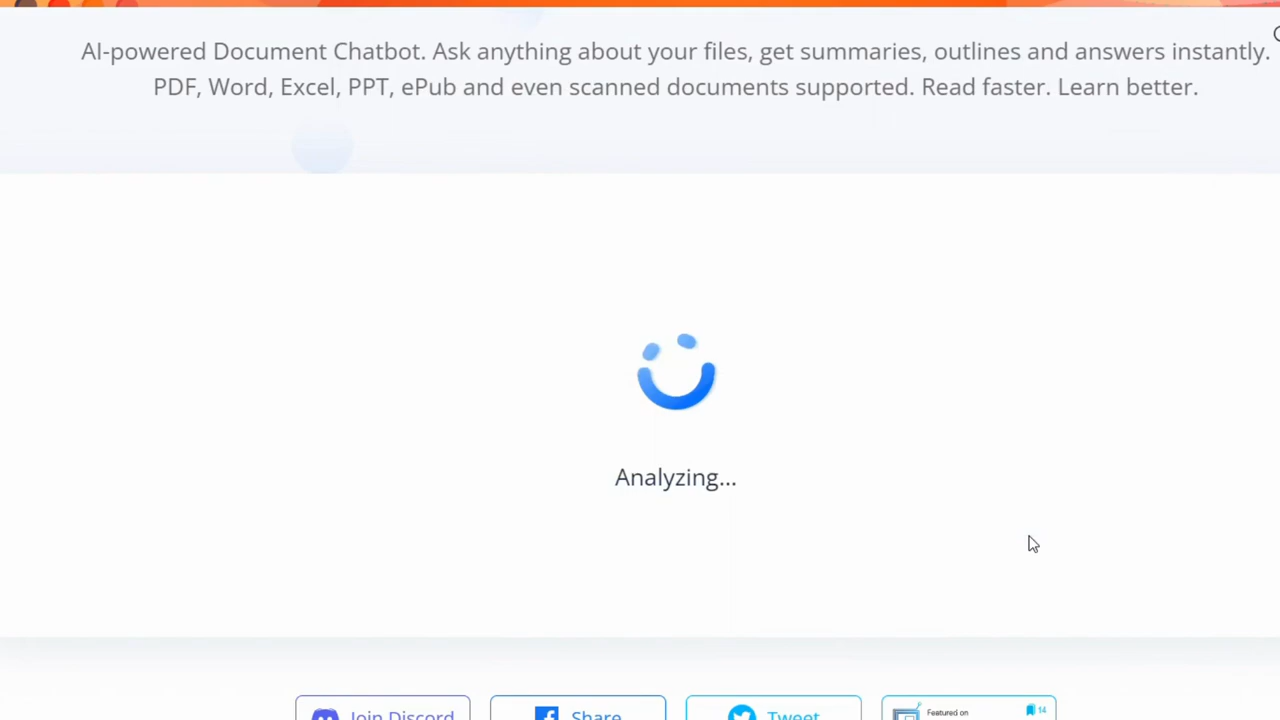 AI-powered Document Chatbot. Ask anything about your files, get summaries, outlines and answers instantly.
PDF, Word, Excel, PPT, ePub and even scanned documents supported. Read faster. Learn better.
Analyzing...
Join Discord
Share
Tweet
Featured on
14